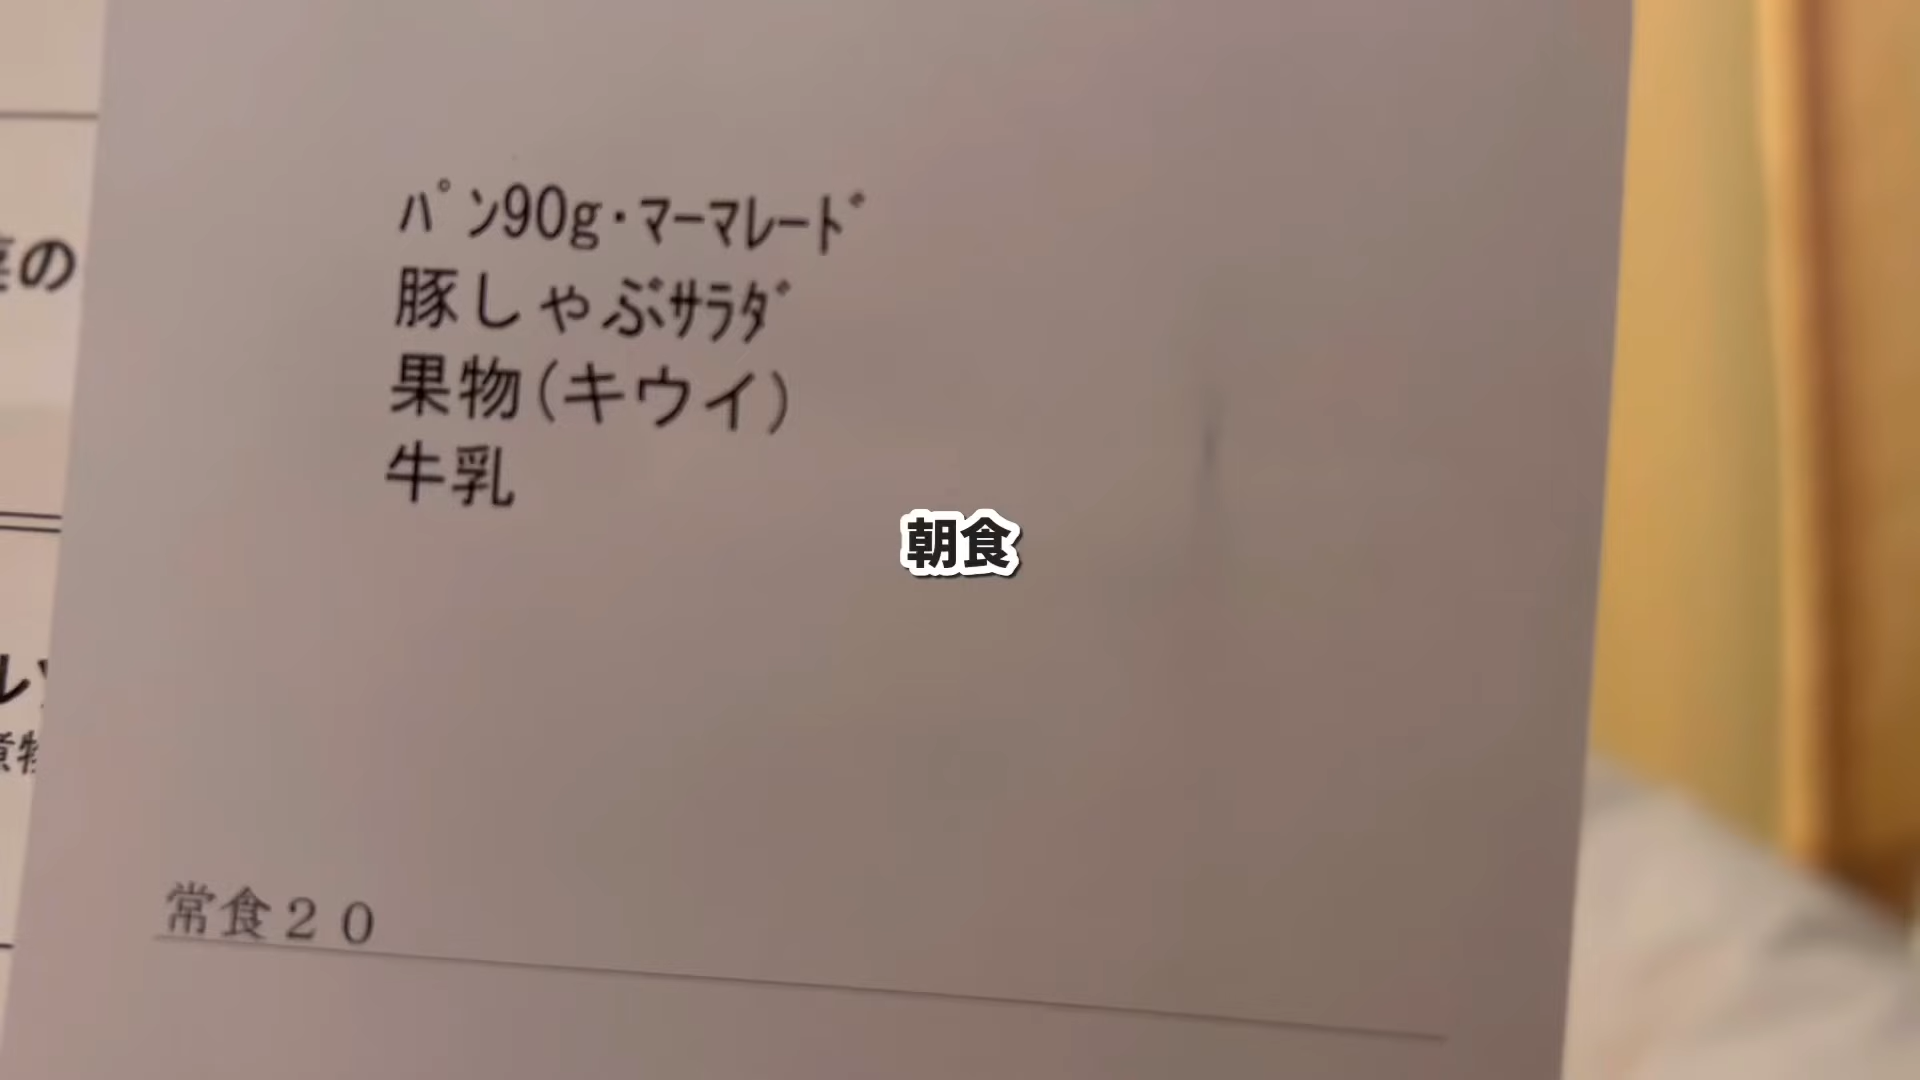 ﾊﾟﾝ90g・ﾏｰﾏﾚｰﾄﾞ
豚しゃぶｻﾗﾀﾞ
果物(キウイ)
牛乳
朝食
常食２０
の